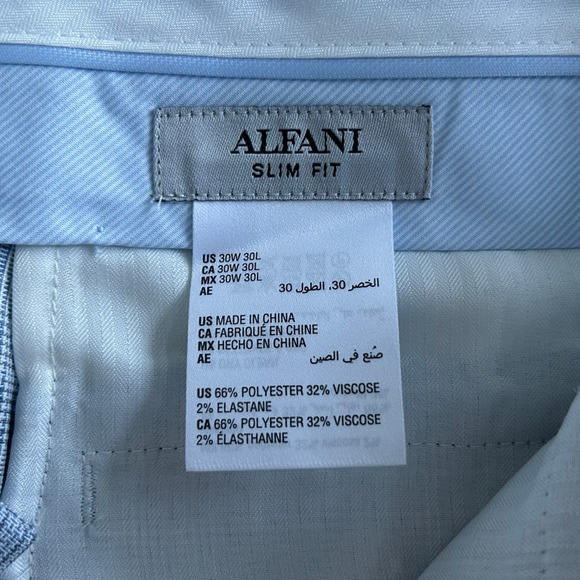 ALFANI
SLIM FIT
US 30W 30L
CA 30W 30L
MX 30W 30L
AE الخصر 30، الطول 30
US MADE IN CHINA
CA FABRIQUÉ EN CHINE
MX HECHO EN CHINA
AE صُنع في الصين
US 66% POLYESTER 32% VISCOSE
2% ELASTANE
CA 66% POLYESTER 32% VISCOSE
2% ÉLASTHANNE